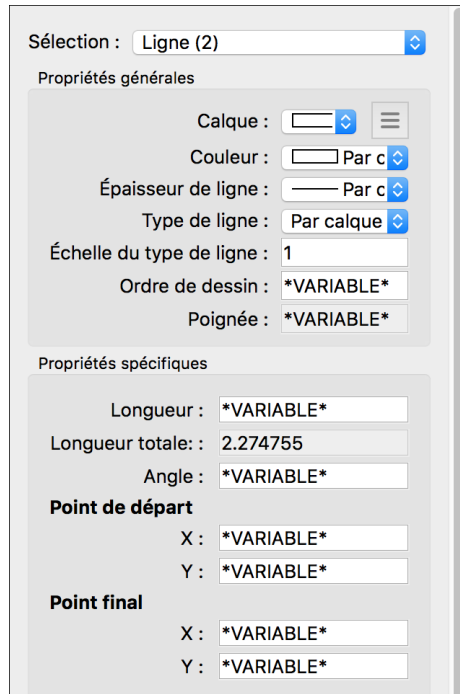 Sélection : Ligne (2)
Propriétés générales
Calque :
Couleur : Par c
Épaisseur de ligne : Par c
Type de ligne : Par calque
Échelle du type de ligne : 1
Ordre de dessin : *VARIABLE*
Poignée : *VARIABLE*
Propriétés spécifiques
Longueur : *VARIABLE*
Longueur totale: : 2.274755
Angle : *VARIABLE*
Point de départ
X : *VARIABLE*
Y : *VARIABLE*
Point final
X : *VARIABLE*
Y : *VARIABLE*